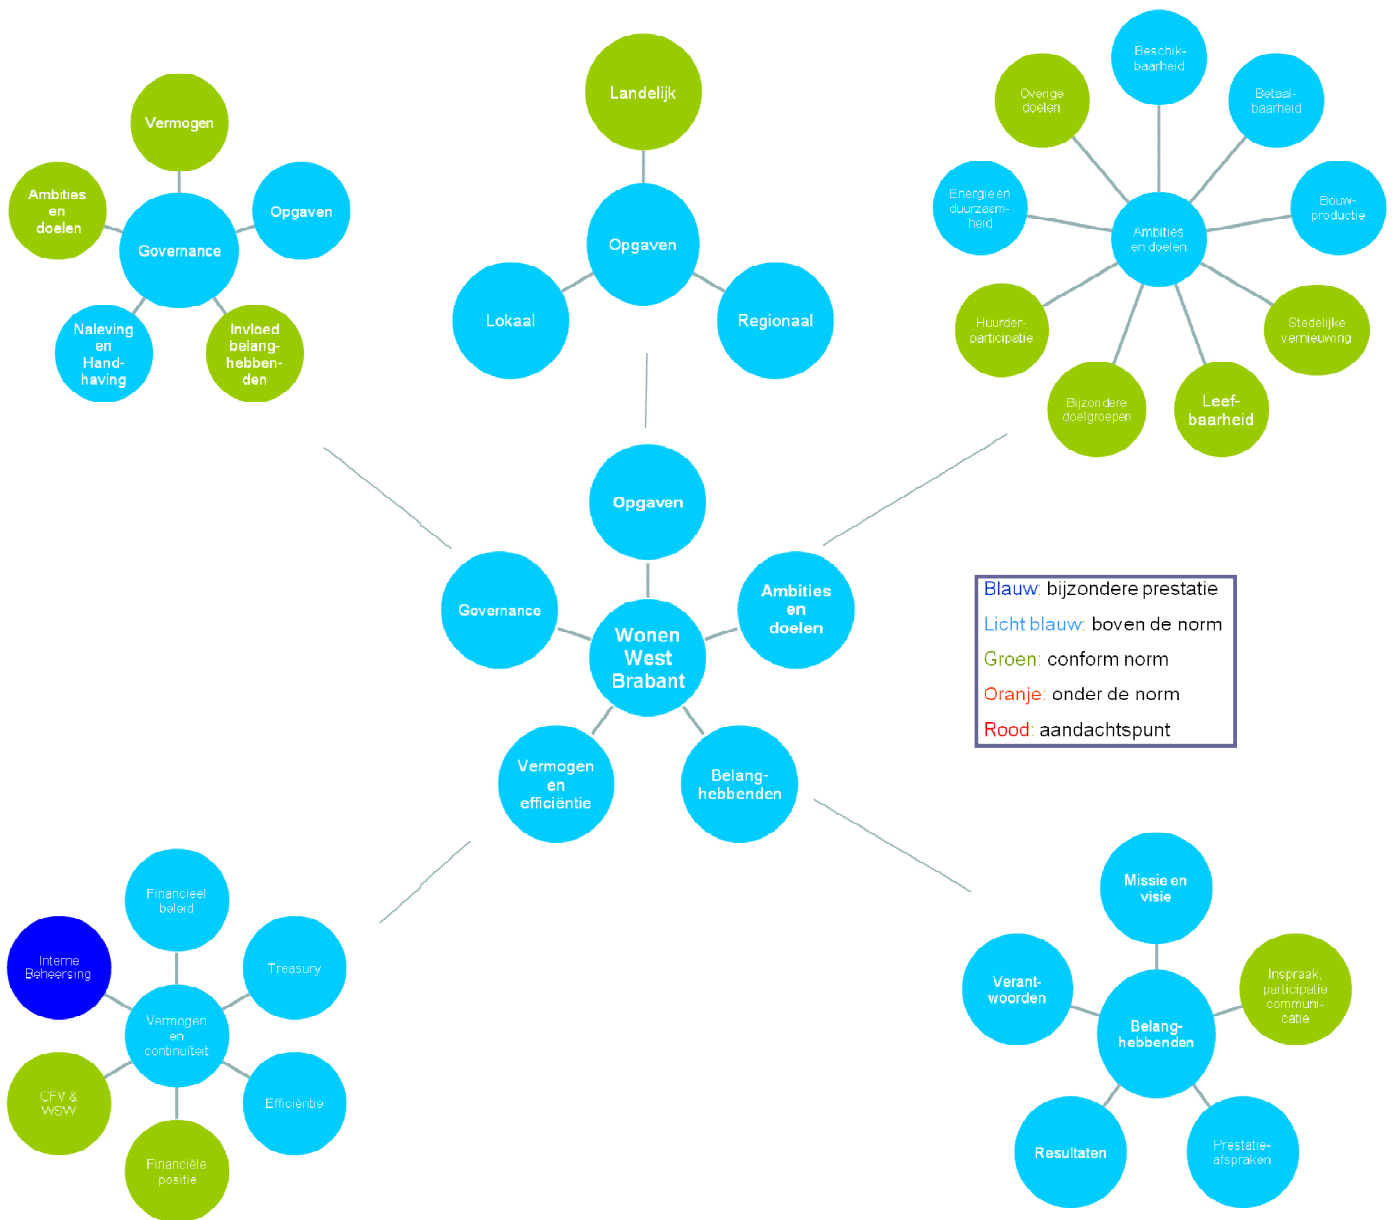 Vermogen
Ambities
en
doelen
Opgaven
Governance
Naleving
en
Hand-
having
Invloed
belang-
hebben-
den
Landelijk
Opgaven
Lokaal
Regionaal
Beschik-
baarheid
Overige
doelen
Betaal-
baarheid
Energie en
duurzaam-
heid
Bouw-
productie
Ambities
en doelen
Huurder-
participatie
Stedelijke
vernieuwing
Bijzondere
doelgroepen
Leef-
baarheid
Opgaven
Governance
Ambities
en
doelen
Wonen
West
Brabant
Vermogen
en
efficiëntie
Belang-
hebbenden
Blauw: bijzondere prestatie
Licht blauw: boven de norm
Groen: conform norm
Oranje: onder de norm
Rood: aandachtspunt
Financieel
beleid
Interne
Beheersing
Treasury
Vermogen
en
continuïteit
CFV &
WSW
Efficiëntie
Financiële
positie
Missie en
visie
Verant-
woorden
Inspraak,
participatie
communi-
catie
Belang-
hebbenden
Resultaten
Prestatie-
afspraken